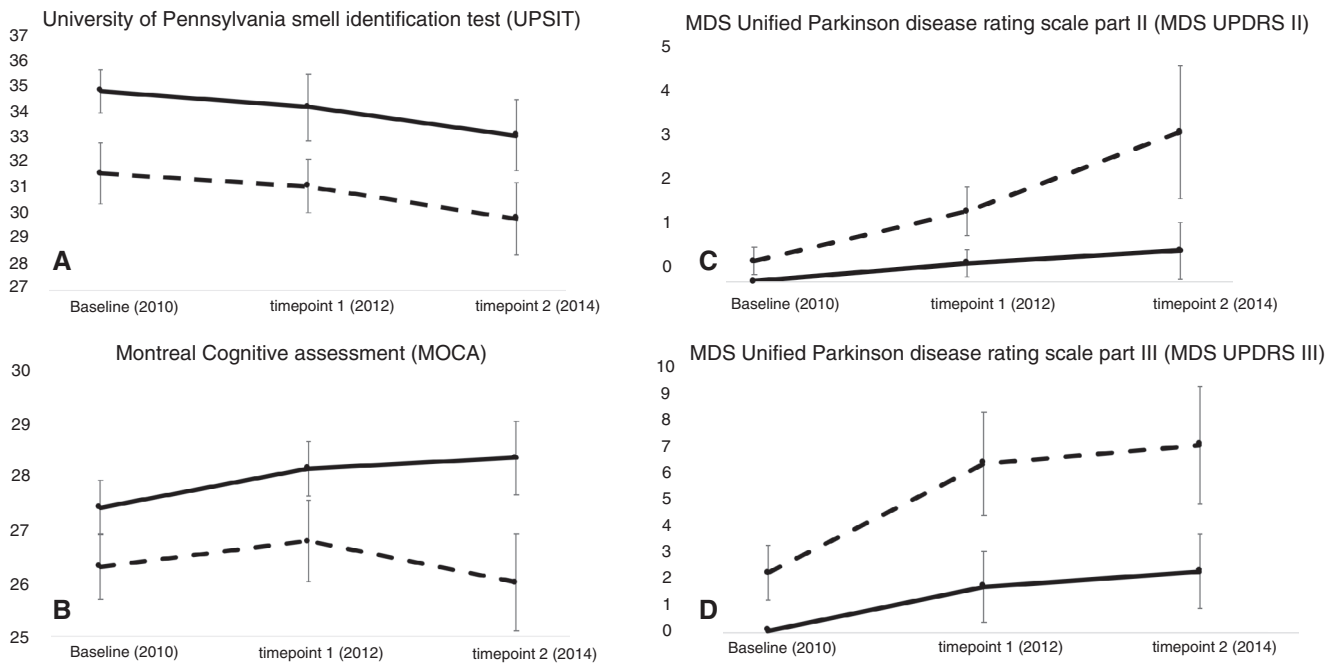 University of Pennsylvania smell identification test (UPSIT)
37
36
35
34
33
32
31
30
29
28
27
A
Baseline (2010) timepoint 1 (2012) timepoint 2 (2014)
MDS Unified Parkinson disease rating scale part II (MDS UPDRS II)
5
4
3
2
1
0
C
Baseline (2010) timepoint 1 (2012) timepoint 2 (2014)
Montreal Cognitive assessment (MOCA)
30
29
28
27
26
25
B
Baseline (2010) timepoint 1 (2012) timepoint 2 (2014)
MDS Unified Parkinson disease rating scale part III (MDS UPDRS III)
10
9
8
7
6
5
4
3
2
1
0
D
Baseline (2010) timepoint 1 (2012) timepoint 2 (2014)